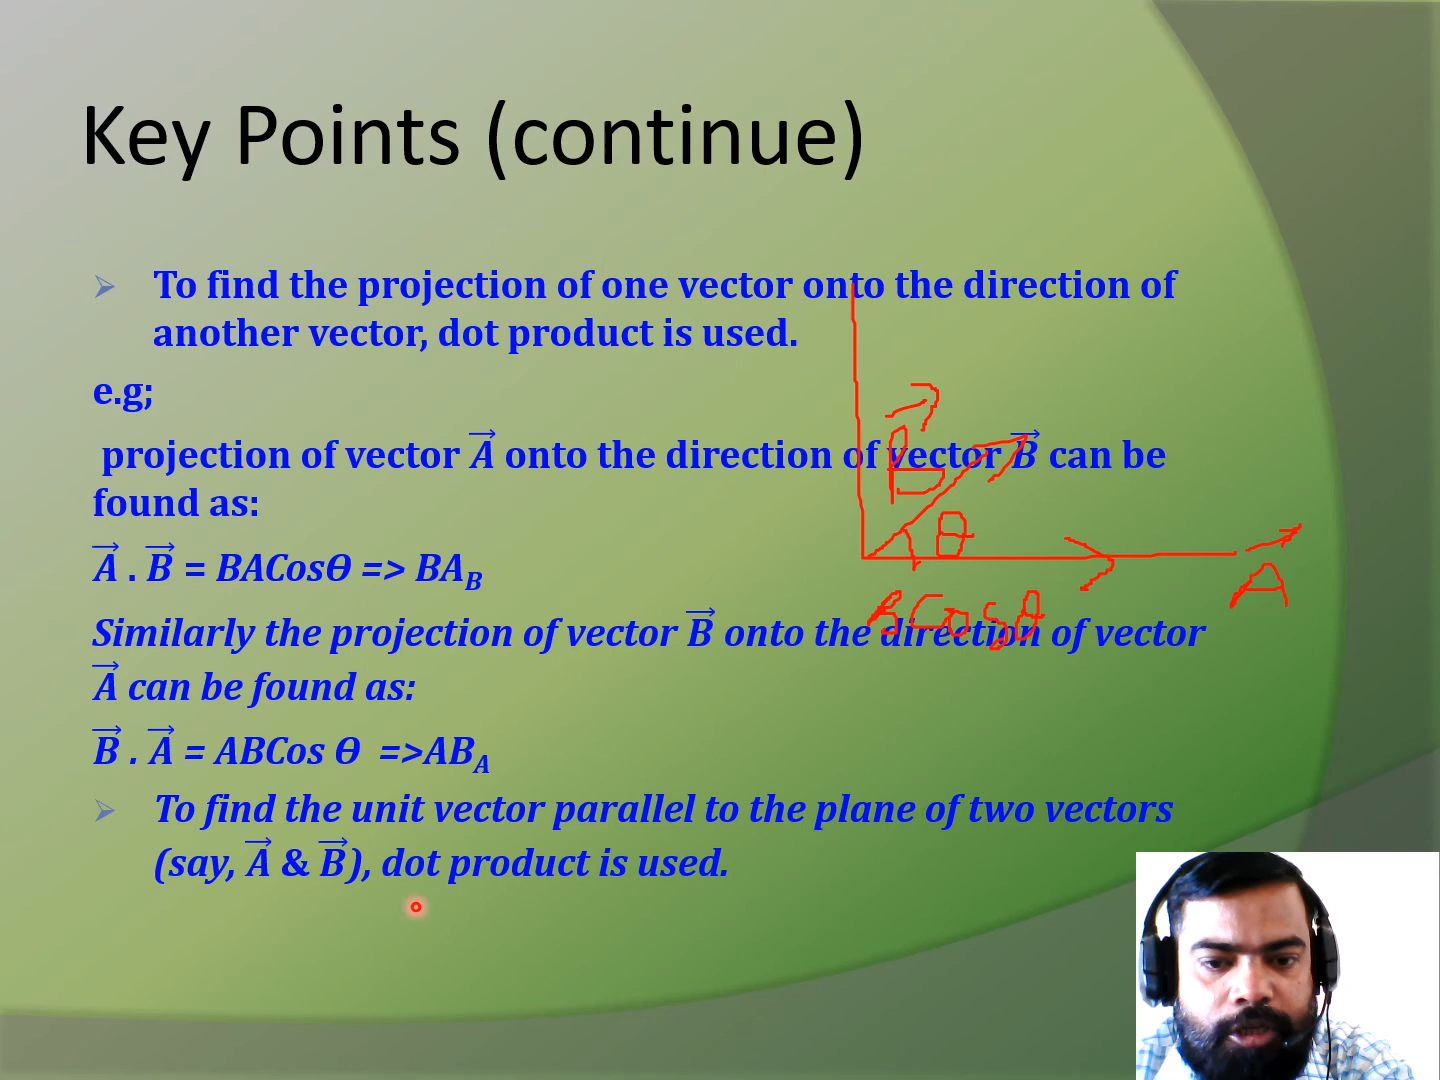 Key Points (continue)
To find the projection of one vector onto the direction of
another vector, dot product is used.
e.g;
projection of vector A⃗ onto the direction of vector B⃗ can be
found as:
A⃗ . B⃗ = BACosθ => BA_B
Similarly the projection of vector B⃗ onto the direction of vector
A⃗ can be found as:
B⃗ . A⃗ = ABCos θ =>AB_A
To find the unit vector parallel to the plane of two vectors
(say, A⃗ & B⃗), dot product is used.
B⃗
θ
A⃗
BCosθ